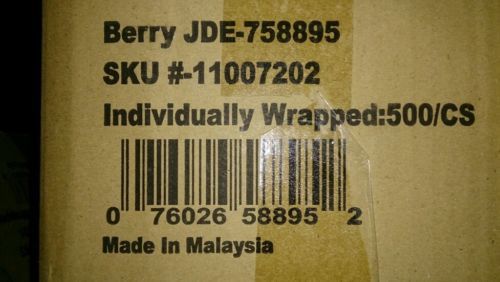 Berry JDE-758895
SKU #-11007202
Individually Wrapped:500/CS
0 76026 58895 2
Made In Malaysia